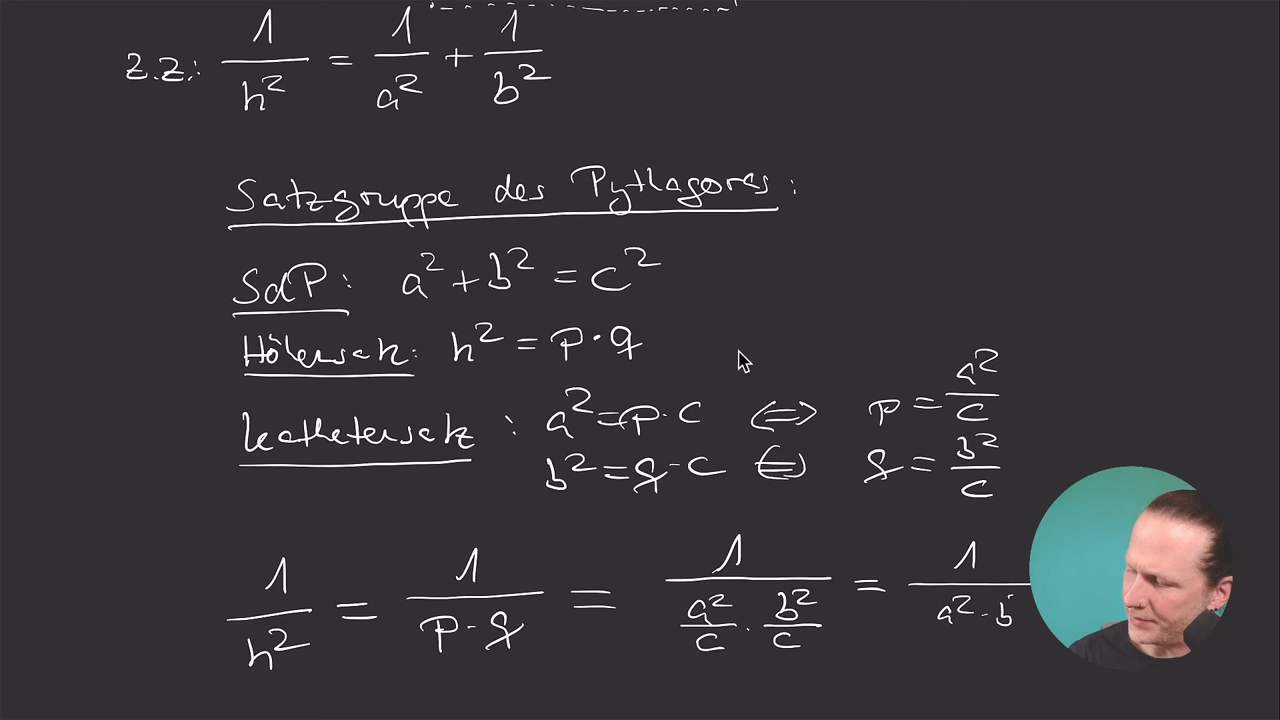 z.z.: 1/h² = 1/a² + 1/b²
Satzgruppe des Pythagoras:
SdP: a² + b² = c²
Höhensatz: h² = p · q
Kathetensatz: a² = p · c ⇔ p = a²/c
b² = q · c ⇔ q = b²/c
1/h² = 1/(p · q) = 1/(a²/c · b²/c) = 1/(a² · b